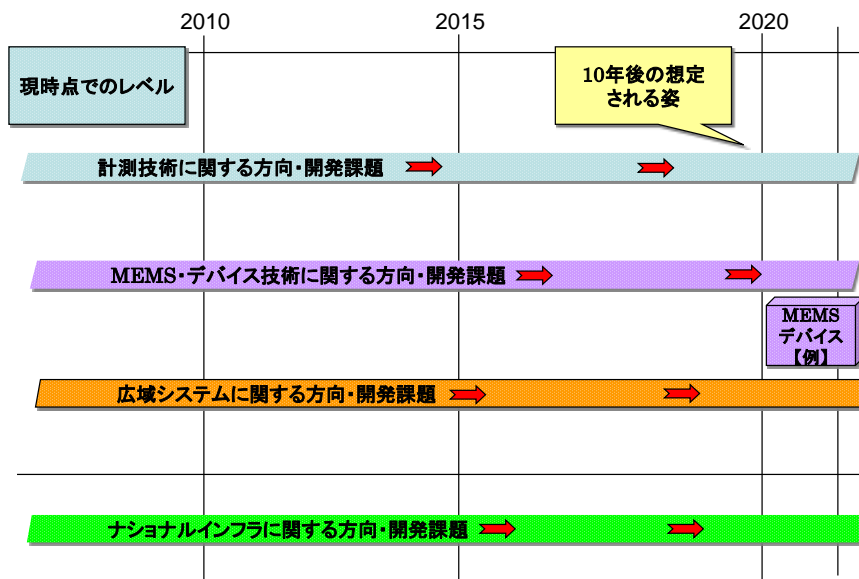 2010
2015
2020
現時点でのレベル
10年後の想定
される姿
計測技術に関する方向・開発課題
MEMS・デバイス技術に関する方向・開発課題
MEMS
デバイス
【例】
広域システムに関する方向・開発課題
ナショナルインフラに関する方向・開発課題